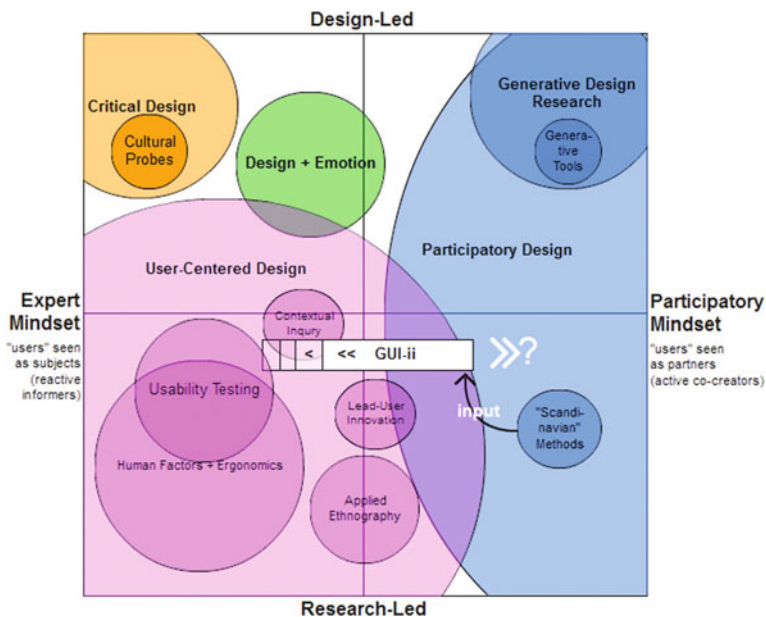 Design-Led
Critical Design
Cultural
Probes
Design + Emotion
Generative Design
Research
Genera-
tive
Tools
Participatory Design
User-Centered Design
Expert
Mindset
"users" seen
as subjects
(reactive
informers)
Participatory
Mindset
"users" seen
as partners
(active co-creators)
Contextual
Inqury
< << GUI-ii
»?
Usability Testing
Lead-User
Innovation
input
"Scandi-
navian"
Methods
Human Factors + Ergonomics
Applied
Ethnography
Research-Led